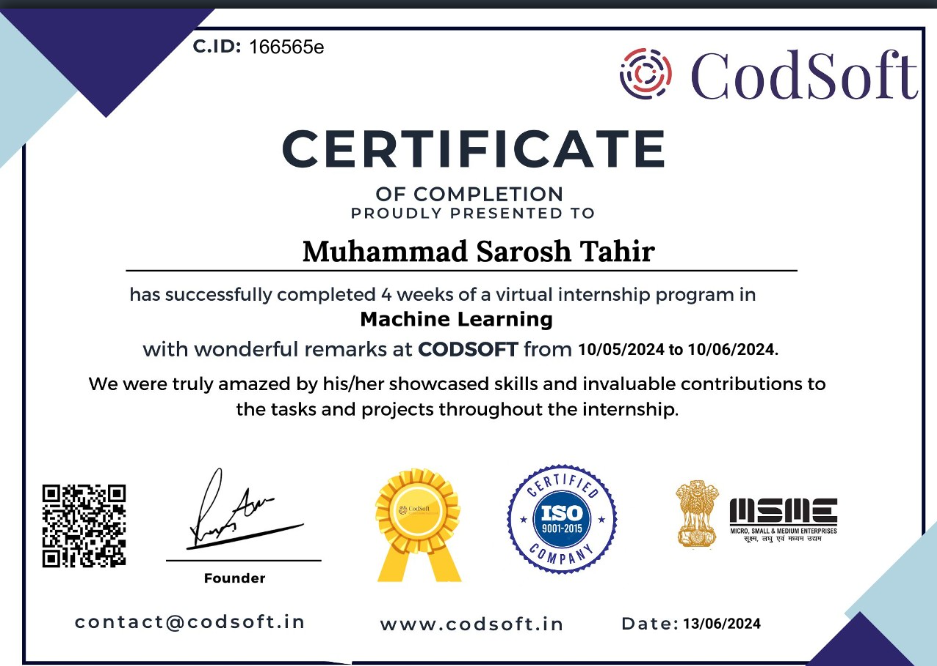 C.ID: 166565e
CodSoft
CERTIFICATE
OF COMPLETION
PROUDLY PRESENTED TO
Muhammad Sarosh Tahir
has successfully completed 4 weeks of a virtual internship program in
Machine Learning
with wonderful remarks at CODSOFT from 10/05/2024 to 10/06/2024.
We were truly amazed by his/her showcased skills and invaluable contributions to
the tasks and projects throughout the internship.
Founder
CodSoft
CERTIFIED
ISO
9001-2015
COMPANY
MSME
MICRO, SMALL & MEDIUM ENTERPRISES
सूक्ष्म, लघु एवं मध्यम उद्यम
contact@codsoft.in
www.codsoft.in
Date: 13/06/2024